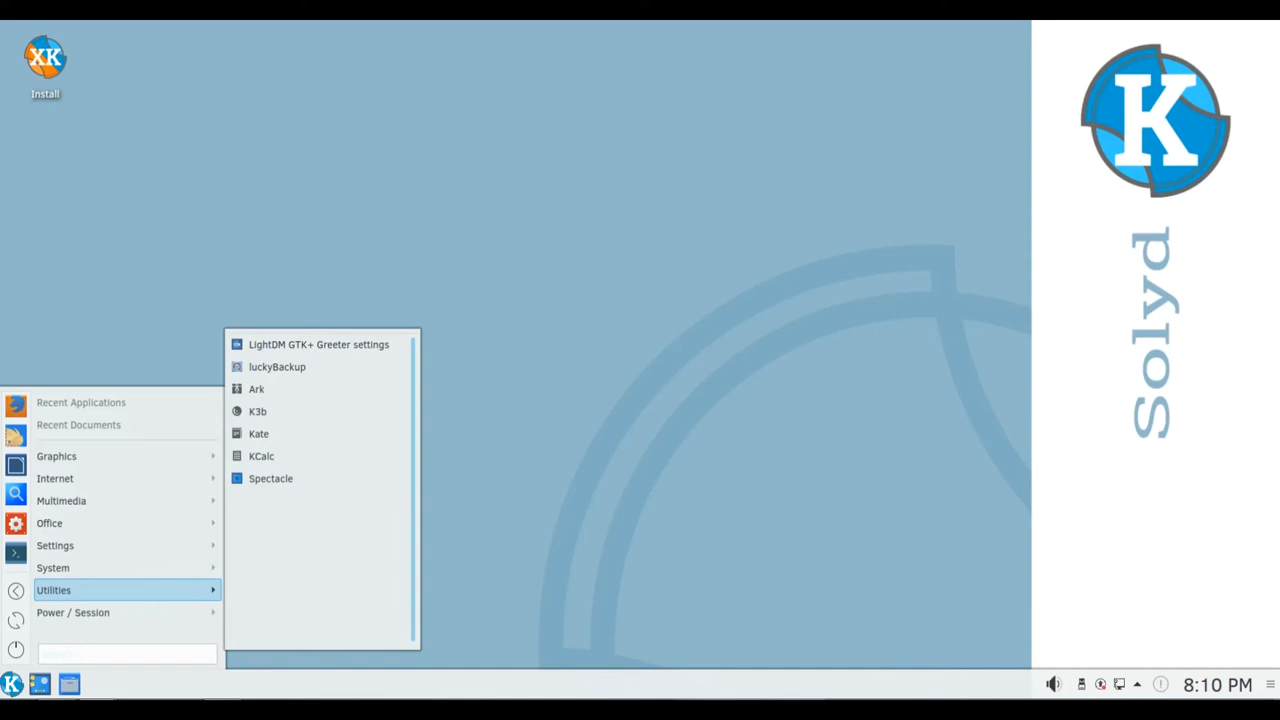 XK
Install
K
Solyd
LightDM GTK+ Greeter settings
luckyBackup
Ark
K3b
Kate
KCalc
Spectacle
Recent Applications
Recent Documents
Graphics
Internet
Multimedia
Office
Settings
System
Utilities
Power / Session
K
8:10 PM